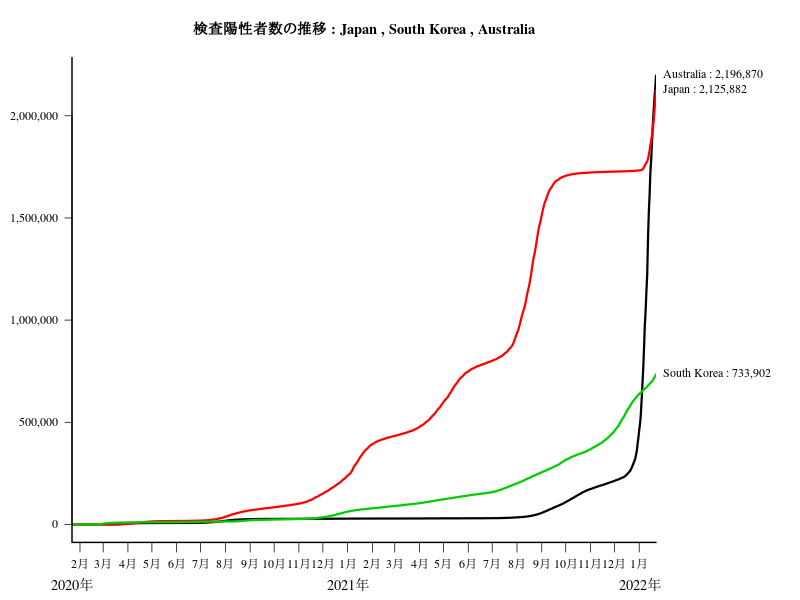 検査陽性者数の推移 : Japan , South Korea , Australia
Australia : 2,196,870
Japan : 2,125,882
2,000,000
1,500,000
1,000,000
South Korea : 733,902
500,000
0
2月 3月 4月 5月 6月 7月 8月 9月 10月 11月 12月 1月 2月 3月 4月 5月 6月 7月 8月 9月 10月 11月 12月 1月
2020年 2021年 2022年